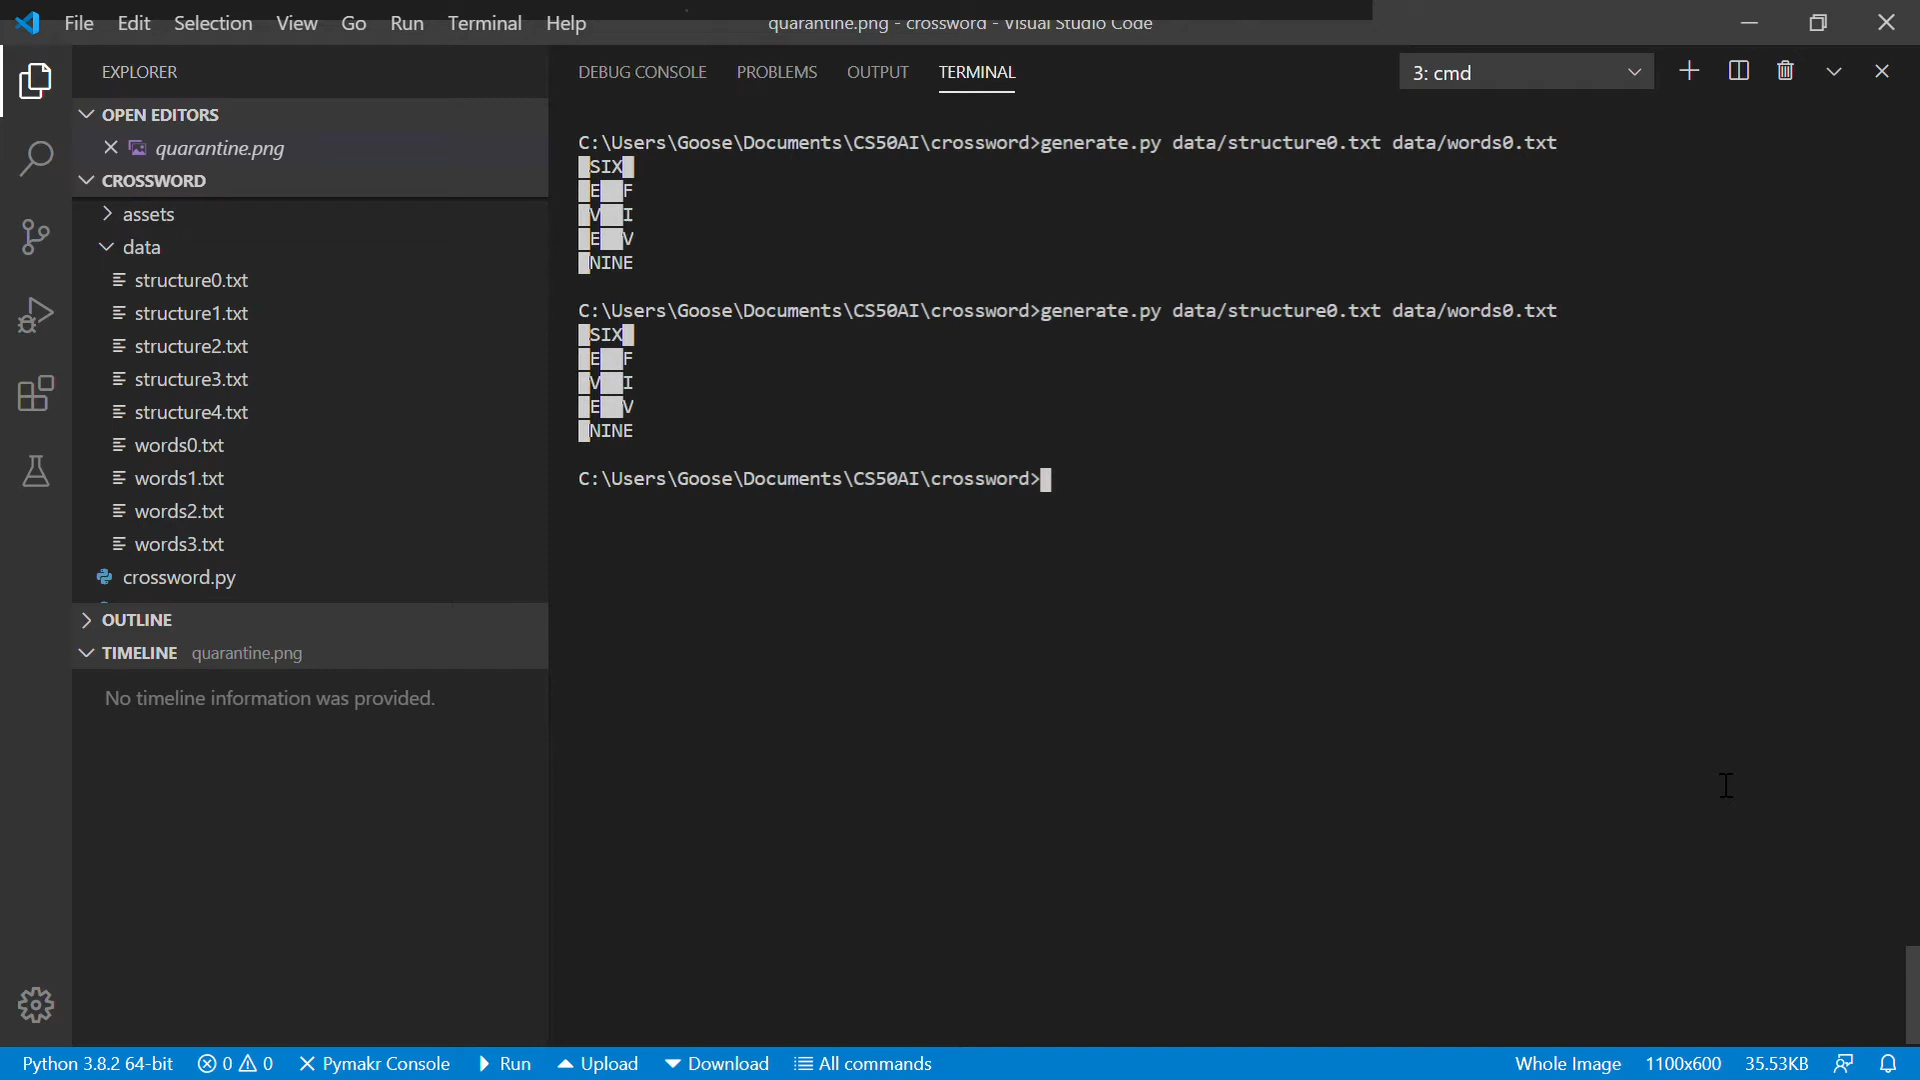 File Edit Selection View Go Run Terminal Help quarantine.png - crossword - Visual Studio Code
EXPLORER
OPEN EDITORS
quarantine.png
CROSSWORD
assets
data
structure0.txt
structure1.txt
structure2.txt
structure3.txt
structure4.txt
words0.txt
words1.txt
words2.txt
words3.txt
crossword.py
OUTLINE
TIMELINE quarantine.png
No timeline information was provided.
DEBUG CONSOLE PROBLEMS OUTPUT TERMINAL 3: cmd
C:\Users\Goose\Documents\CS50AI\crossword>generate.py data/structure0.txt data/words0.txt
█SIX█
█E██F
█V██I
█E██V
█NINE
C:\Users\Goose\Documents\CS50AI\crossword>generate.py data/structure0.txt data/words0.txt
█SIX█
█E██F
█V██I
█E██V
█NINE
C:\Users\Goose\Documents\CS50AI\crossword>
Python 3.8.2 64-bit 0 0 Pymakr Console Run Upload Download All commands Whole Image 1100x600 35.53KB